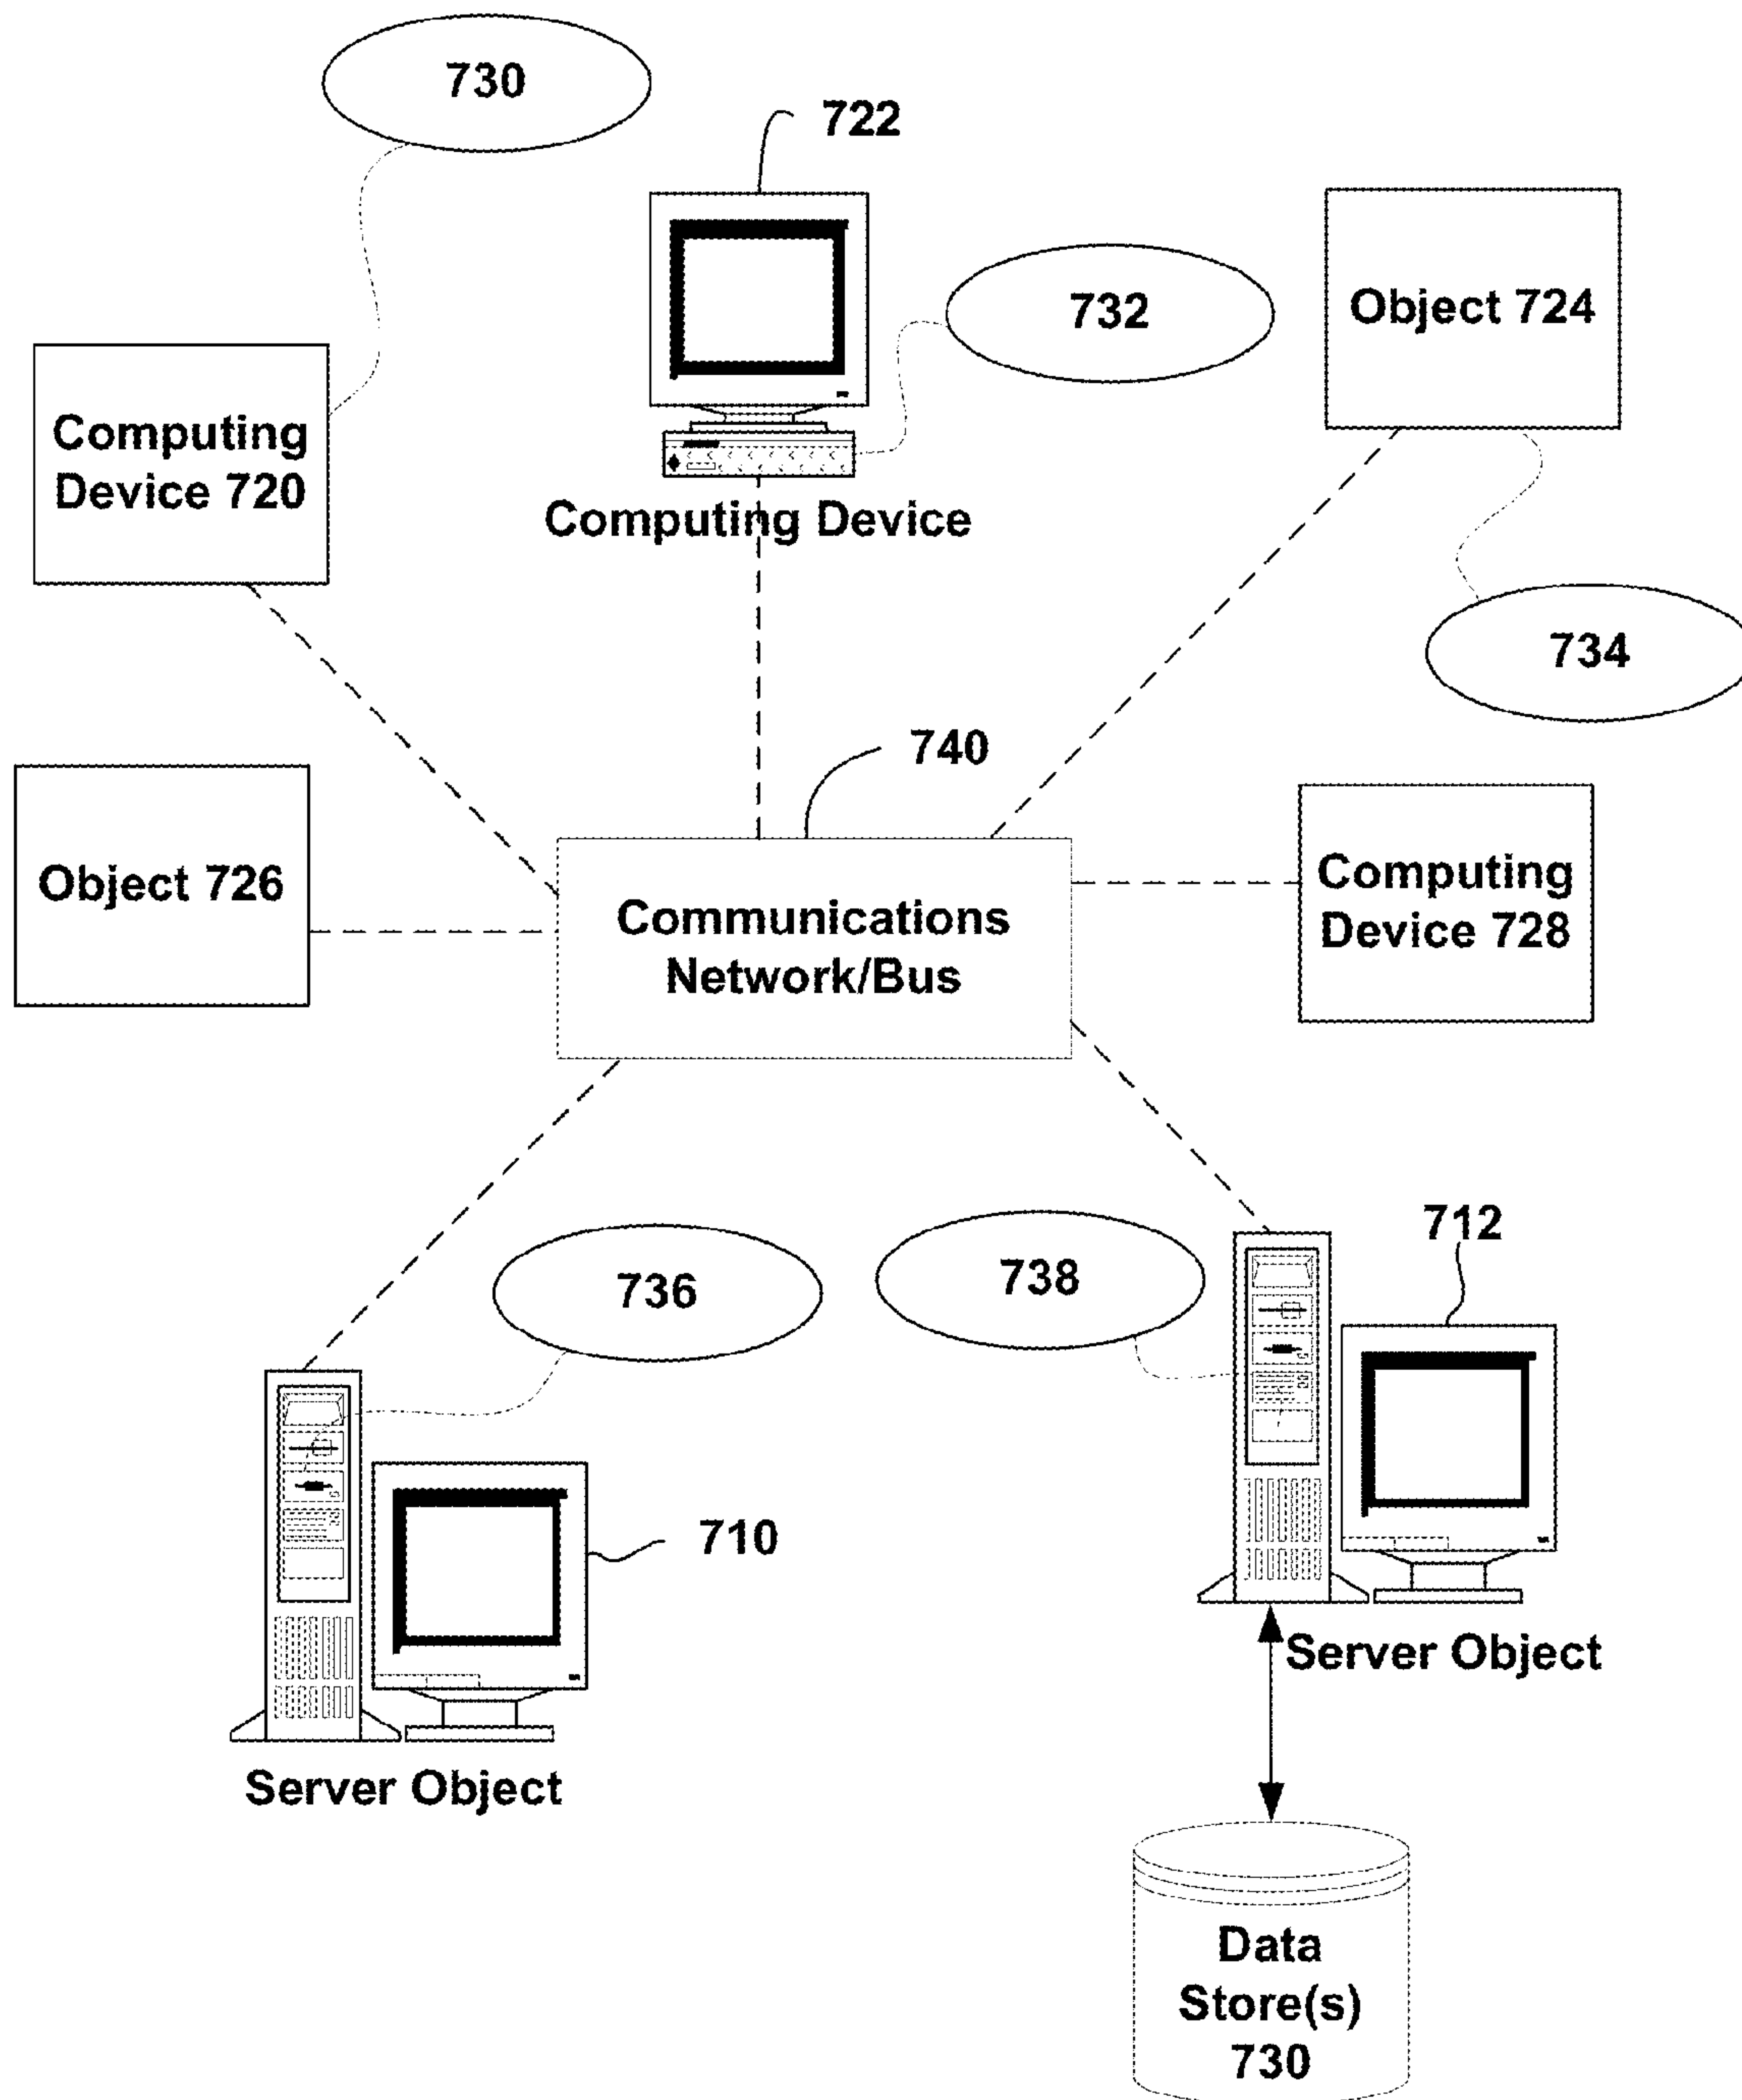 730
722
732
Object 724
Computing
Device 720
Computing Device
734
740
Object 726
Communications
Network/Bus
Computing
Device 728
736
738
712
710
Server Object
Server Object
Data
Store(s)
730